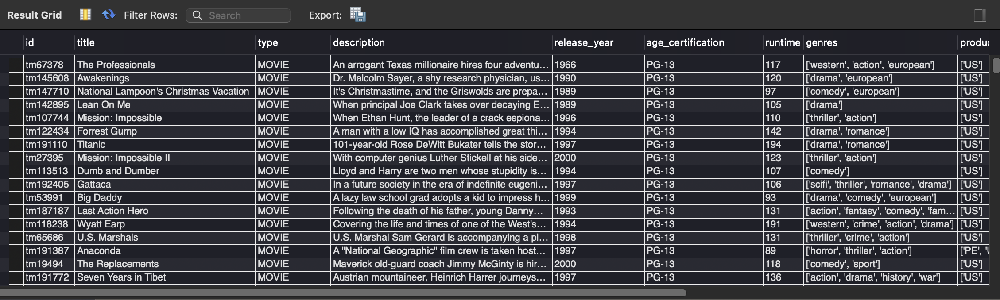 Result Grid Filter Rows: Search Export:
id title type description release_year age_certification runtime genres produc
tm67378 The Professionals MOVIE An arrogant Texas millionaire hires four adventu... 1966 PG-13 117 ['western', 'action', 'european'] ['US']
tm145608 Awakenings MOVIE Dr. Malcolm Sayer, a shy research physician, us... 1990 PG-13 120 ['drama', 'european'] ['US']
tm147710 National Lampoon's Christmas Vacation MOVIE It's Christmastime, and the Griswolds are prepa... 1989 PG-13 97 ['comedy', 'european'] ['US']
tm142895 Lean On Me MOVIE When principal Joe Clark takes over decaying E... 1989 PG-13 105 ['drama'] ['US']
tm107744 Mission: Impossible MOVIE When Ethan Hunt, the leader of a crack espiona... 1996 PG-13 110 ['thriller', 'action'] ['US']
tm122434 Forrest Gump MOVIE A man with a low IQ has accomplished great thi... 1994 PG-13 142 ['drama', 'romance'] ['US']
tm191110 Titanic MOVIE 101-year-old Rose DeWitt Bukater tells the stor... 1997 PG-13 194 ['drama', 'romance'] ['US']
tm27395 Mission: Impossible II MOVIE With computer genius Luther Stickell at his side... 2000 PG-13 123 ['thriller', 'action'] ['US']
tm113513 Dumb and Dumber MOVIE Lloyd and Harry are two men whose stupidity is... 1994 PG-13 107 ['comedy'] ['US']
tm192405 Gattaca MOVIE In a future society in the era of indefinite eugeni... 1997 PG-13 106 ['scifi', 'thriller', 'romance', 'drama'] ['US']
tm53991 Big Daddy MOVIE A lazy law school grad adopts a kid to impress h... 1999 PG-13 93 ['drama', 'comedy', 'european'] ['US']
tm187187 Last Action Hero MOVIE Following the death of his father, young Danny... 1993 PG-13 131 ['action', 'fantasy', 'comedy', 'fam... ['US']
tm118238 Wyatt Earp MOVIE Covering the life and times of one of the West's... 1994 PG-13 191 ['western', 'crime', 'action', 'drama'] ['US']
tm65686 U.S. Marshals MOVIE U.S. Marshal Sam Gerard is accompanying a pl... 1998 PG-13 131 ['thriller', 'crime', 'action'] ['US']
tm191387 Anaconda MOVIE A "National Geographic" film crew is taken host... 1997 PG-13 89 ['horror', 'thriller', 'action'] ['PE', 'U
tm19494 The Replacements MOVIE Maverick old-guard coach Jimmy McGinty is hir... 2000 PG-13 118 ['comedy', 'sport'] ['US']
tm191772 Seven Years in Tibet MOVIE Austrian mountaineer, Heinrich Harrer journeys... 1997 PG-13 136 ['action', 'drama', 'history', 'war'] ['US']